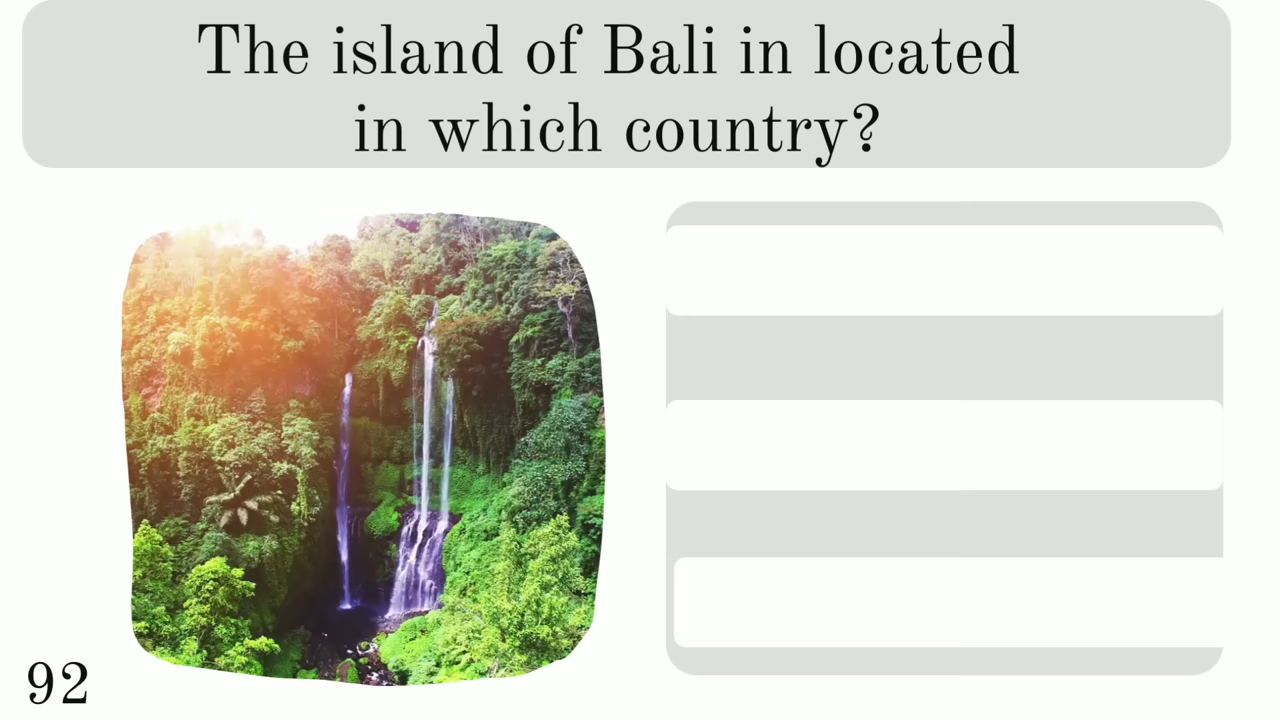 The island of Bali in located
in which country?
92